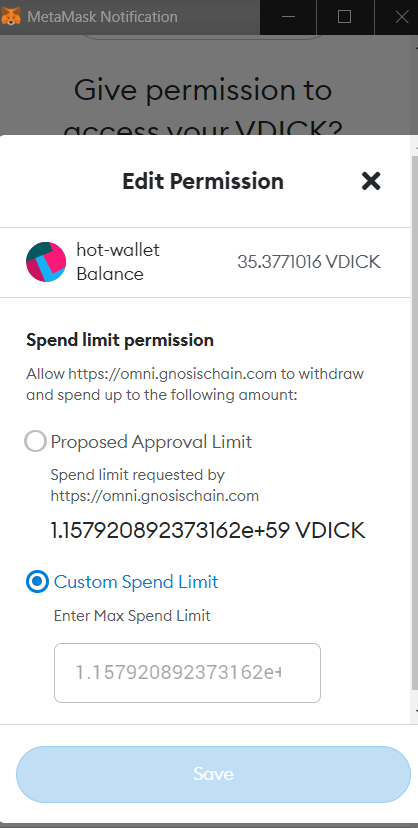 MetaMask Notification
Give permission to
access your VDICK?
Edit Permission
hot-wallet
Balance
35.3771016 VDICK
Spend limit permission
Allow https://omni.gnosischain.com to withdraw
and spend up to the following amount:
Proposed Approval Limit
Spend limit requested by
https://omni.gnosischain.com
1.157920892373162e+59 VDICK
Custom Spend Limit
Enter Max Spend Limit
1.157920892373162e+
Save